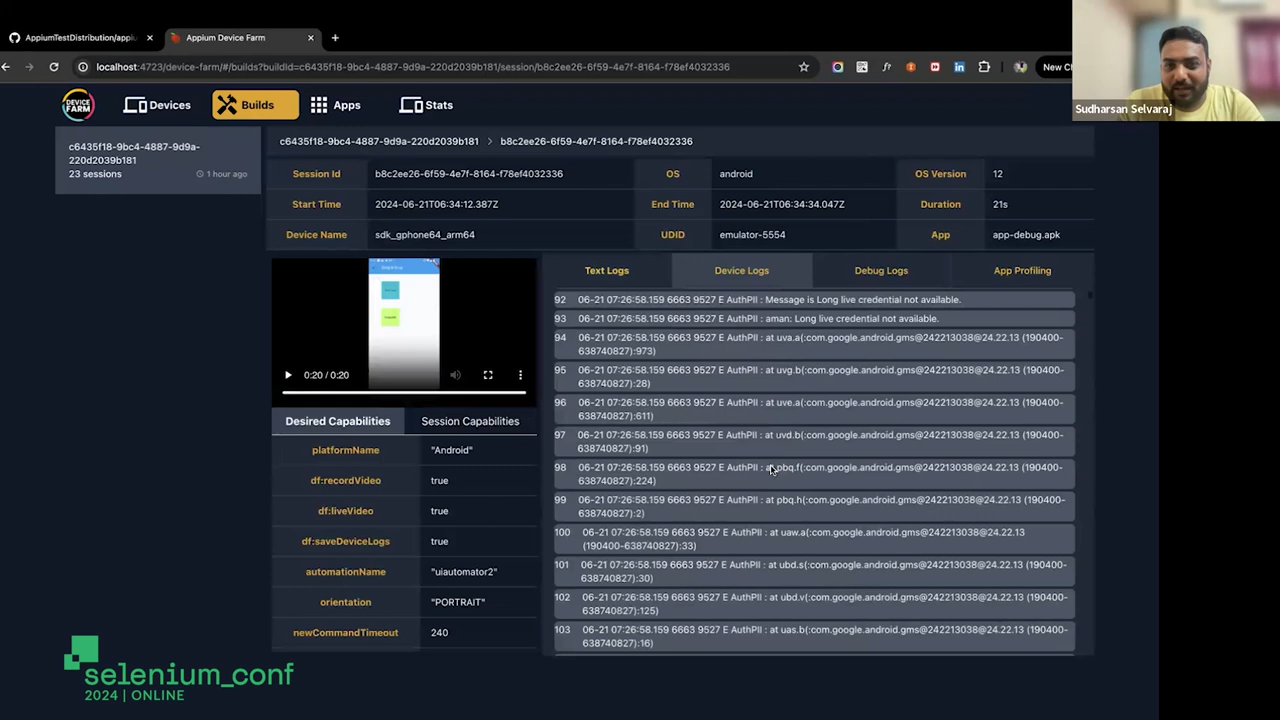 AppiumTestDistribution/appiu
Appium Device Farm
localhost:4723/device-farm/#/builds?buildId=c6435f18-9bc4-4887-9d9a-220d2039b181/session/b8c2ee26-6f59-4e7f-8164-f78ef4032336
New Ch
Sudharsan Selvaraj
DEVICE FARM
Devices
Builds
Apps
Stats
c6435f18-9bc4-4887-9d9a-
220d2039b181
23 sessions
1 hour ago
c6435f18-9bc4-4887-9d9a-220d2039b181 > b8c2ee26-6f59-4e7f-8164-f78ef4032336
Session Id b8c2ee26-6f59-4e7f-8164-f78ef4032336 OS android OS Version 12
Start Time 2024-06-21T06:34:12.387Z End Time 2024-06-21T06:34:34.047Z Duration 21s
Device Name sdk_gphone64_arm64 UDID emulator-5554 App app-debug.apk
0:20 / 0:20
Desired Capabilities Session Capabilities
platformName "Android"
df:recordVideo true
df:liveVideo true
df:saveDeviceLogs true
automationName "uiautomator2"
orientation "PORTRAIT"
newCommandTimeout 240
Text Logs Device Logs Debug Logs App Profiling
92 06-21 07:26:58.159 6663 9527 E AuthPII : Message is Long live credential not available.
93 06-21 07:26:58.159 6663 9527 E AuthPII : aman: Long live credential not available.
94 06-21 07:26:58.159 6663 9527 E AuthPII : at uva.a(:com.google.android.gms@242213038@24.22.13 (190400-
638740827):973)
95 06-21 07:26:58.159 6663 9527 E AuthPII : at uvg.b(:com.google.android.gms@242213038@24.22.13 (190400-
638740827):28)
96 06-21 07:26:58.159 6663 9527 E AuthPII : at uve.a(:com.google.android.gms@242213038@24.22.13 (190400-
638740827):611)
97 06-21 07:26:58.159 6663 9527 E AuthPII : at uvd.b(:com.google.android.gms@242213038@24.22.13 (190400-
638740827):91)
98 06-21 07:26:58.159 6663 9527 E AuthPII : at pbq.f(:com.google.android.gms@242213038@24.22.13 (190400-
638740827):224)
99 06-21 07:26:58.159 6663 9527 E AuthPII : at pbq.h(:com.google.android.gms@242213038@24.22.13 (190400-
638740827):2)
100 06-21 07:26:58.159 6663 9527 E AuthPII : at uaw.a(:com.google.android.gms@242213038@24.22.13
(190400-638740827):33)
101 06-21 07:26:58.159 6663 9527 E AuthPII : at ubd.s(:com.google.android.gms@242213038@24.22.13 (190400-
638740827):30)
102 06-21 07:26:58.159 6663 9527 E AuthPII : at ubd.v(:com.google.android.gms@242213038@24.22.13 (190400-
638740827):125)
103 06-21 07:26:58.159 6663 9527 E AuthPII : at uas.b(:com.google.android.gms@242213038@24.22.13 (190400-
638740827):16)
selenium_conf
2024 | ONLINE